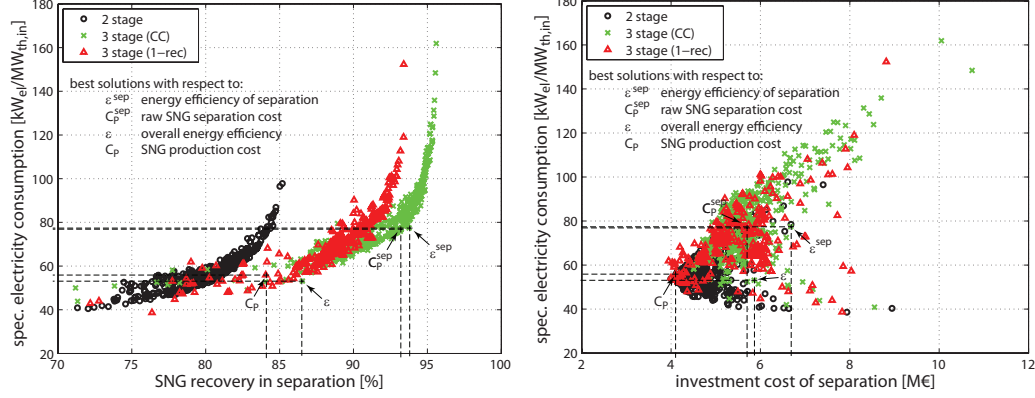 180
160
140
120
100
80
60
40
20
spec. electricity consumption [kWel/MWth,in]
2 stage
3 stage (CC)
3 stage (1−rec)
best solutions with respect to:
εsep energy efficiency of separation
CPsep raw SNG separation cost
ε overall energy efficiency
CP SNG production cost
CPsep
εsep
CP
ε
70 75 80 85 90 95 100
SNG recovery in separation [%]
180
160
140
120
100
80
60
40
20
spec. electricity consumption [kWel/MWth,in]
2 stage
3 stage (CC)
3 stage (1−rec)
best solutions with respect to:
εsep energy efficiency of separation
CPsep raw SNG separation cost
ε overall energy efficiency
CP SNG production cost
CPsep
εsep
ε
CP
2 4 6 8 10 12
investment cost of separation [M€]